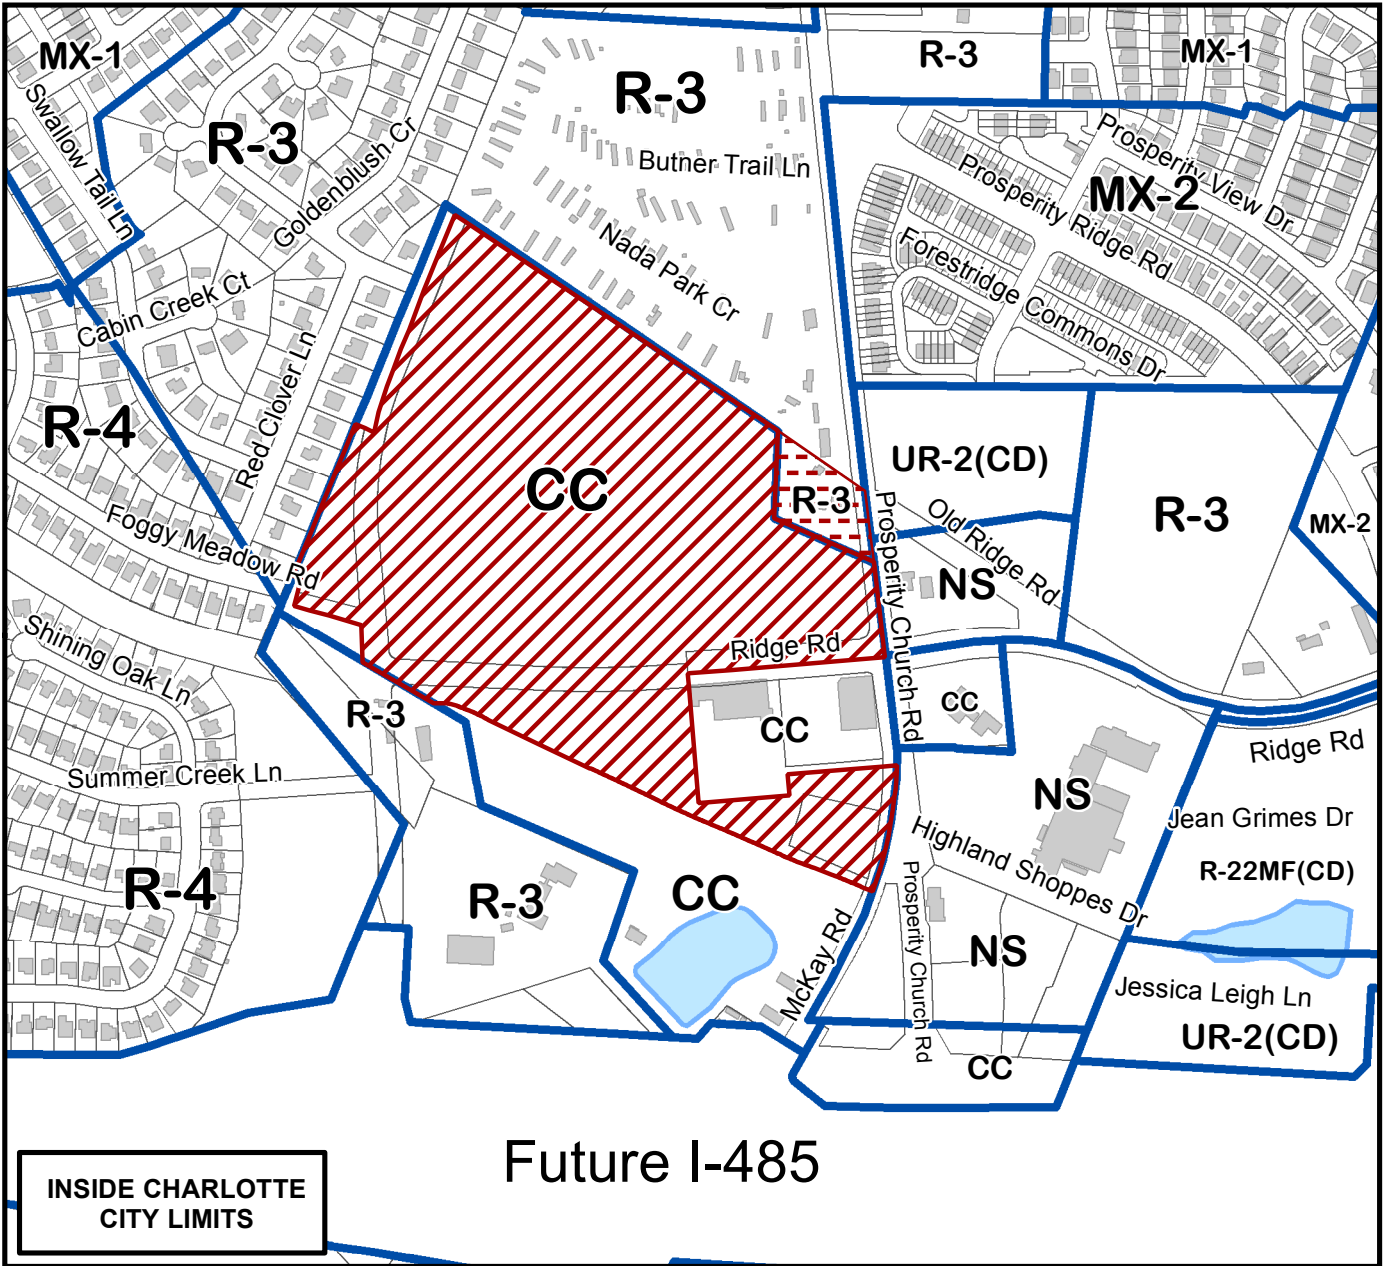 MX-1
R-3
MX-1
R-3
Swallow Tail Ln
R-3
Goldenblush Cr
Butner Trail Ln
Prosperity View Dr
Prosperity Ridge Rd
MX-2
Nada Park Cr
Forestridge Commons Dr
Cabin Creek Ct
Red Clover Ln
R-4
CC
R-3
UR-2(CD)
R-3
MX-2
Old Ridge Rd
Foggy Meadow Rd
Prosperity Church Rd
NS
Shining Oak Ln
Ridge Rd
R-3
CC
CC
Ridge Rd
Summer Creek Ln
NS
Jean Grimes Dr
Highland Shoppes Dr
R-22MF(CD)
R-4
R-3
CC
Prosperity Church Rd
McKay Rd
NS
Jessica Leigh Ln
UR-2(CD)
CC
Future I-485
INSIDE CHARLOTTE
CITY LIMITS